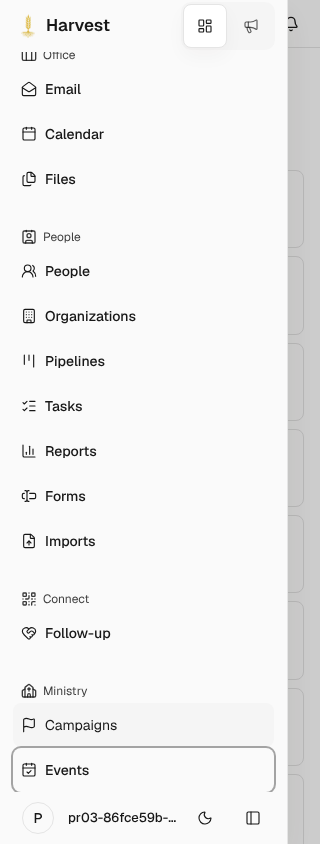 Harvest
Office
Email
Calendar
Files
People
People
Organizations
Pipelines
Tasks
Reports
Forms
Imports
Connect
Follow-up
Ministry
Campaigns
Events
P
pr03-86fce59b-...